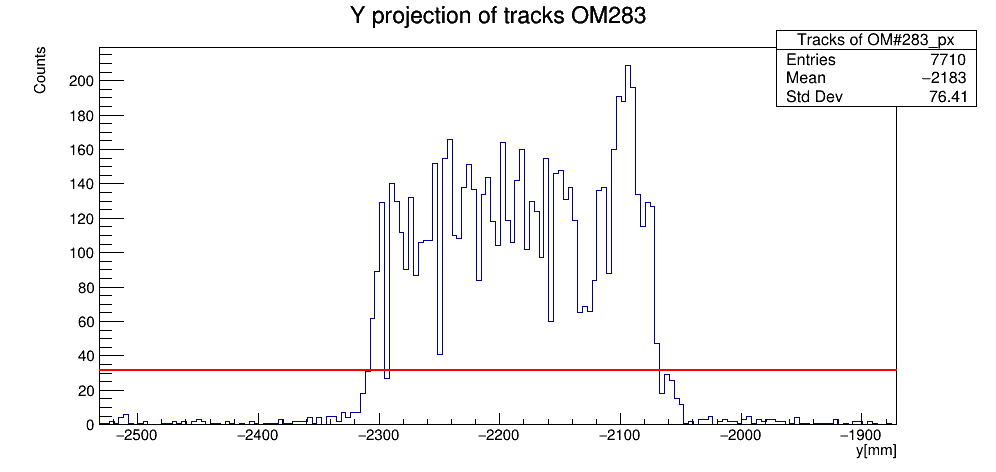 Y projection of tracks OM283
Tracks of OM#283_px
Entries 7710
Mean −2183
Std Dev 76.41
Counts
200
180
160
140
120
100
80
60
40
20
0
−2500 −2400 −2300 −2200 −2100 −2000 −1900
y[mm]